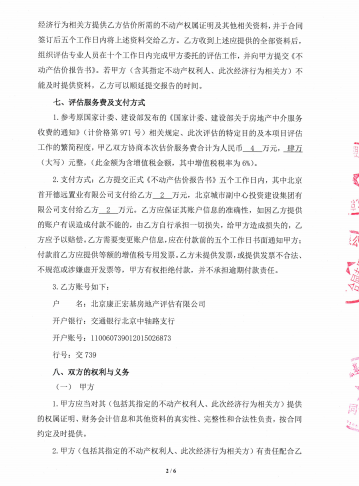 经济行为相关方提供乙方估价所需的不动产权属证明及其他相关资料,并于合同
签订后五个工作日内将上述资料交给乙方。乙方收到上述应提供的全部资料后,
组织评估专业人员在十个工作日内完成甲方委托的评估工作,并向甲方提交《不
动产估价报告书》。若甲方(含其指定不动产权利人、此次经济行为相关方)不
能及时提供资料,乙方可以顺延提交报告的时间。
七、评估服务费及支付方式
1.参考原国家计委、建设部发布的《国家计委、建设部关于房地产中介服务
收费的通知》(计价格第 971 号)相关规定、此次评估的特定目的及本项目评估
工作的繁简程度,甲乙双方协商本次估价服务费合计为人民币 4 万元,肆万
(大写)元整,(此金额为含增值税金额,其中增值税税率为 6%)。
2.支付方式:乙方提交正式《不动产估价报告书》五个工作日内,其中北京
首开德远置业有限公司支付给乙方 2 万元,北京城市副中心投资建设集团有
限公司支付给乙方 2 万元。乙方应保证其账户信息的准确性,如因乙方提供
的账户有误造成付款不能的,由乙方自行承担一切损失,给甲方造成损失的,乙
方应予以赔偿。乙方需要变更账户信息,应在付款前的五个工作日书面通知甲方;
付款前乙方应提供等额的增值税专用发票,乙方未提供发票,或提供发票不合法、
不规范或涉嫌虚开发票等,甲方有权拒绝付款,并不承担逾期付款责任。
3.乙方账号如下:
户 名:北京康正宏基房地产评估有限公司
开户银行:交通银行北京中轴路支行
开户账号:110060739012015026873
行号:交 739
八、双方的权利与义务
(一) 甲方
1.甲方应当对其(包括其指定的不动产权利人、此次经济行为相关方)提供
的权属证明、财务会计信息和其他资料的真实性、完整性和合法性负责,按合同
约定及时提供。
2.甲方(包括其指定的不动产权利人、此次经济行为相关方)有责任配合乙
2 / 6